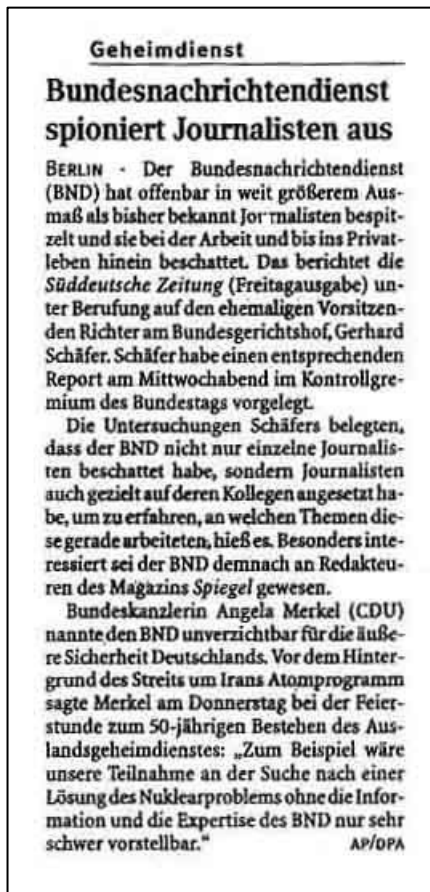 Geheimdienst
Bundesnachrichtendienst
spioniert Journalisten aus
BERLIN · Der Bundesnachrichtendienst
(BND) hat offenbar in weit größerem Aus-
maß als bisher bekannt Journalisten bespit-
zelt und sie bei der Arbeit und bis ins Privat-
leben hinein beschattet. Das berichtet die
Süddeutsche Zeitung (Freitagausgabe) un-
ter Berufung auf den ehemaligen Vorsitzen-
den Richter am Bundesgerichtshof, Gerhard
Schäfer. Schäfer habe einen entsprechenden
Report am Mittwochabend im Kontrollgre-
mium des Bundestags vorgelegt.
Die Untersuchungen Schäfers belegten,
dass der BND nicht nur einzelne Journalis-
ten beschattet habe, sondern Journalisten
auch gezielt auf deren Kollegen angesetzt ha-
be, um zu erfahren, an welchen Themen die-
se gerade arbeiteten, hieß es. Besonders inte-
ressiert sei der BND demnach an Redakteu-
ren des Magazins Spiegel gewesen.
Bundeskanzlerin Angela Merkel (CDU)
nannte den BND unverzichtbar für die äuße-
re Sicherheit Deutschlands. Vor dem Hinter-
grund des Streits um Irans Atomprogramm
sagte Merkel am Donnerstag bei der Feier-
stunde zum 50-jährigen Bestehen des Aus-
landsgeheimdienstes: „Zum Beispiel wäre
unsere Teilnahme an der Suche nach einer
Lösung des Nuklearproblems ohne die Infor-
mation und die Expertise des BND nur sehr
schwer vorstellbar.“ AP/DPA